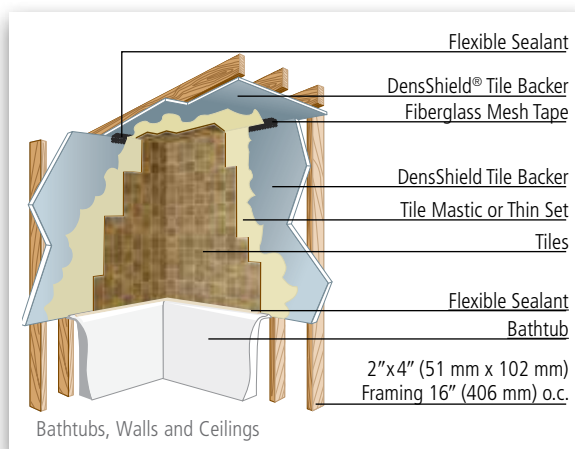 Flexible Sealant
DensShield® Tile Backer
Fiberglass Mesh Tape
DensShield Tile Backer
Tile Mastic or Thin Set
Tiles
Flexible Sealant
Bathtub
2″x4″ (51 mm x 102 mm)
Framing 16″ (406 mm) o.c.
Bathtubs, Walls and Ceilings